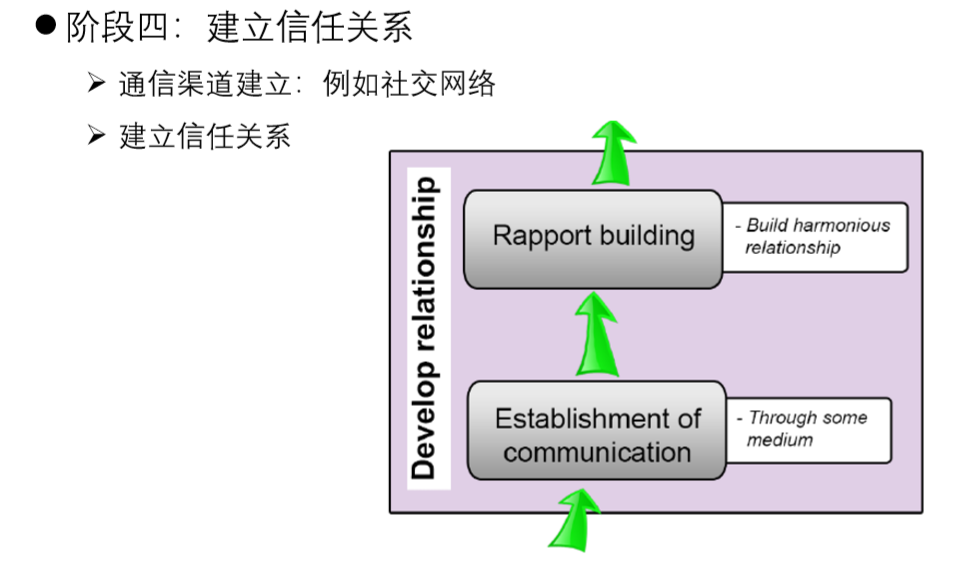 ● 阶段四：建立信任关系
➢ 通信渠道建立：例如社交网络
➢ 建立信任关系
Develop relationship
Rapport building
- Build harmonious
relationship
Establishment of
communication
- Through some
medium